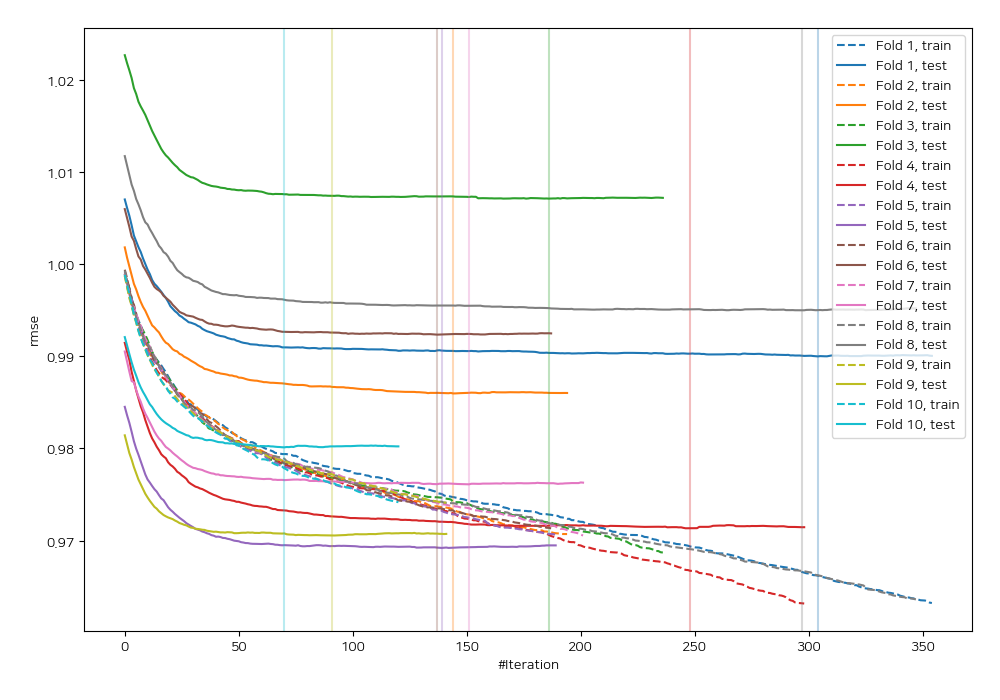 1,02
1,01
1,00
0,99
0,98
0,97
rmse
0
50
100
150
200
250
300
350
#Iteration
Fold 1, train
Fold 1, test
Fold 2, train
Fold 2, test
Fold 3, train
Fold 3, test
Fold 4, train
Fold 4, test
Fold 5, train
Fold 5, test
Fold 6, train
Fold 6, test
Fold 7, train
Fold 7, test
Fold 8, train
Fold 8, test
Fold 9, train
Fold 9, test
Fold 10, train
Fold 10, test